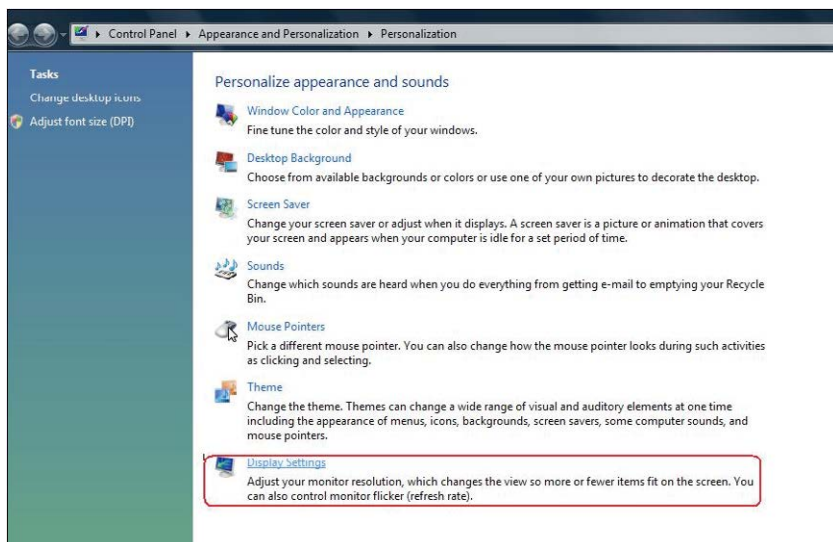 Control Panel ▸ Appearance and Personalization ▸ Personalization
Tasks
Change desktop icons
Adjust font size (DPI)
Personalize appearance and sounds
Window Color and Appearance
Fine tune the color and style of your windows.
Desktop Background
Choose from available backgrounds or colors or use one of your own pictures to decorate the desktop.
Screen Saver
Change your screen saver or adjust when it displays. A screen saver is a picture or animation that covers
your screen and appears when your computer is idle for a set period of time.
Sounds
Change which sounds are heard when you do everything from getting e-mail to emptying your Recycle
Bin.
Mouse Pointers
Pick a different mouse pointer. You can also change how the mouse pointer looks during such activities
as clicking and selecting.
Theme
Change the theme. Themes can change a wide range of visual and auditory elements at one time
including the appearance of menus, icons, backgrounds, screen savers, some computer sounds, and
mouse pointers.
Display Settings
Adjust your monitor resolution, which changes the view so more or fewer items fit on the screen. You
can also control monitor flicker (refresh rate).